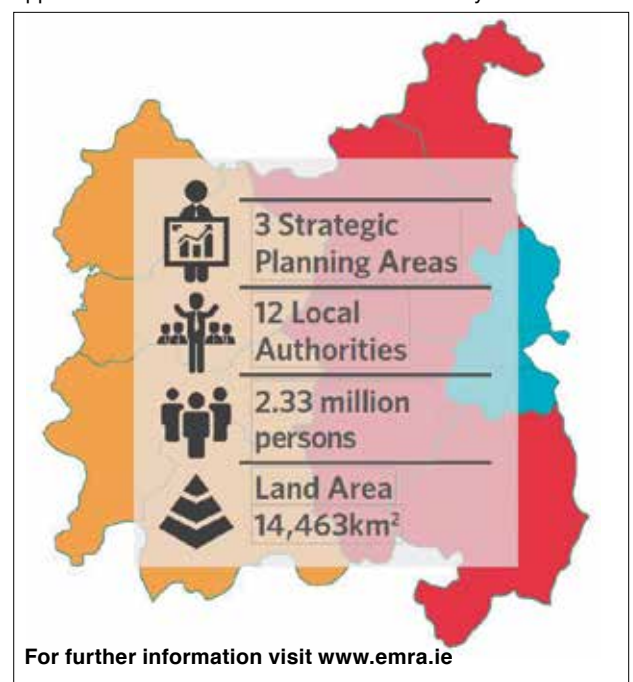 3 Strategic
Planning Areas
12 Local
Authorities
2.33 million
persons
Land Area
14,463km²
For further information visit www.emra.ie